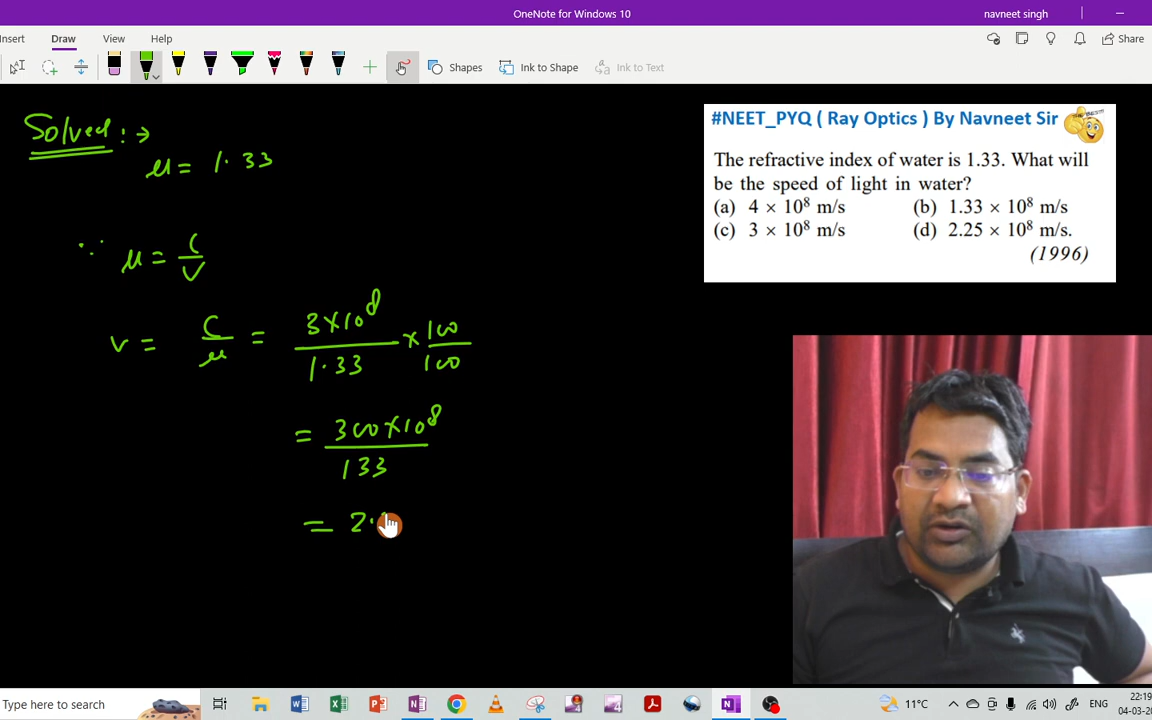 OneNote for Windows 10
navneet singh
Insert Draw View Help
Share
Shapes Ink to Shape Ink to Text
Solved :→
μ = 1.33
∵ μ = C/V
v = C/μ = 3×10⁸/1.33 × 100/100
= 300×10⁸/133
= 2.
#NEET_PYQ ( Ray Optics ) By Navneet Sir
The refractive index of water is 1.33. What will
be the speed of light in water?
(a) 4 × 10⁸ m/s (b) 1.33 × 10⁸ m/s
(c) 3 × 10⁸ m/s (d) 2.25 × 10⁸ m/s.
(1996)
Type here to search
11°C
ENG
22:19
04-03-2